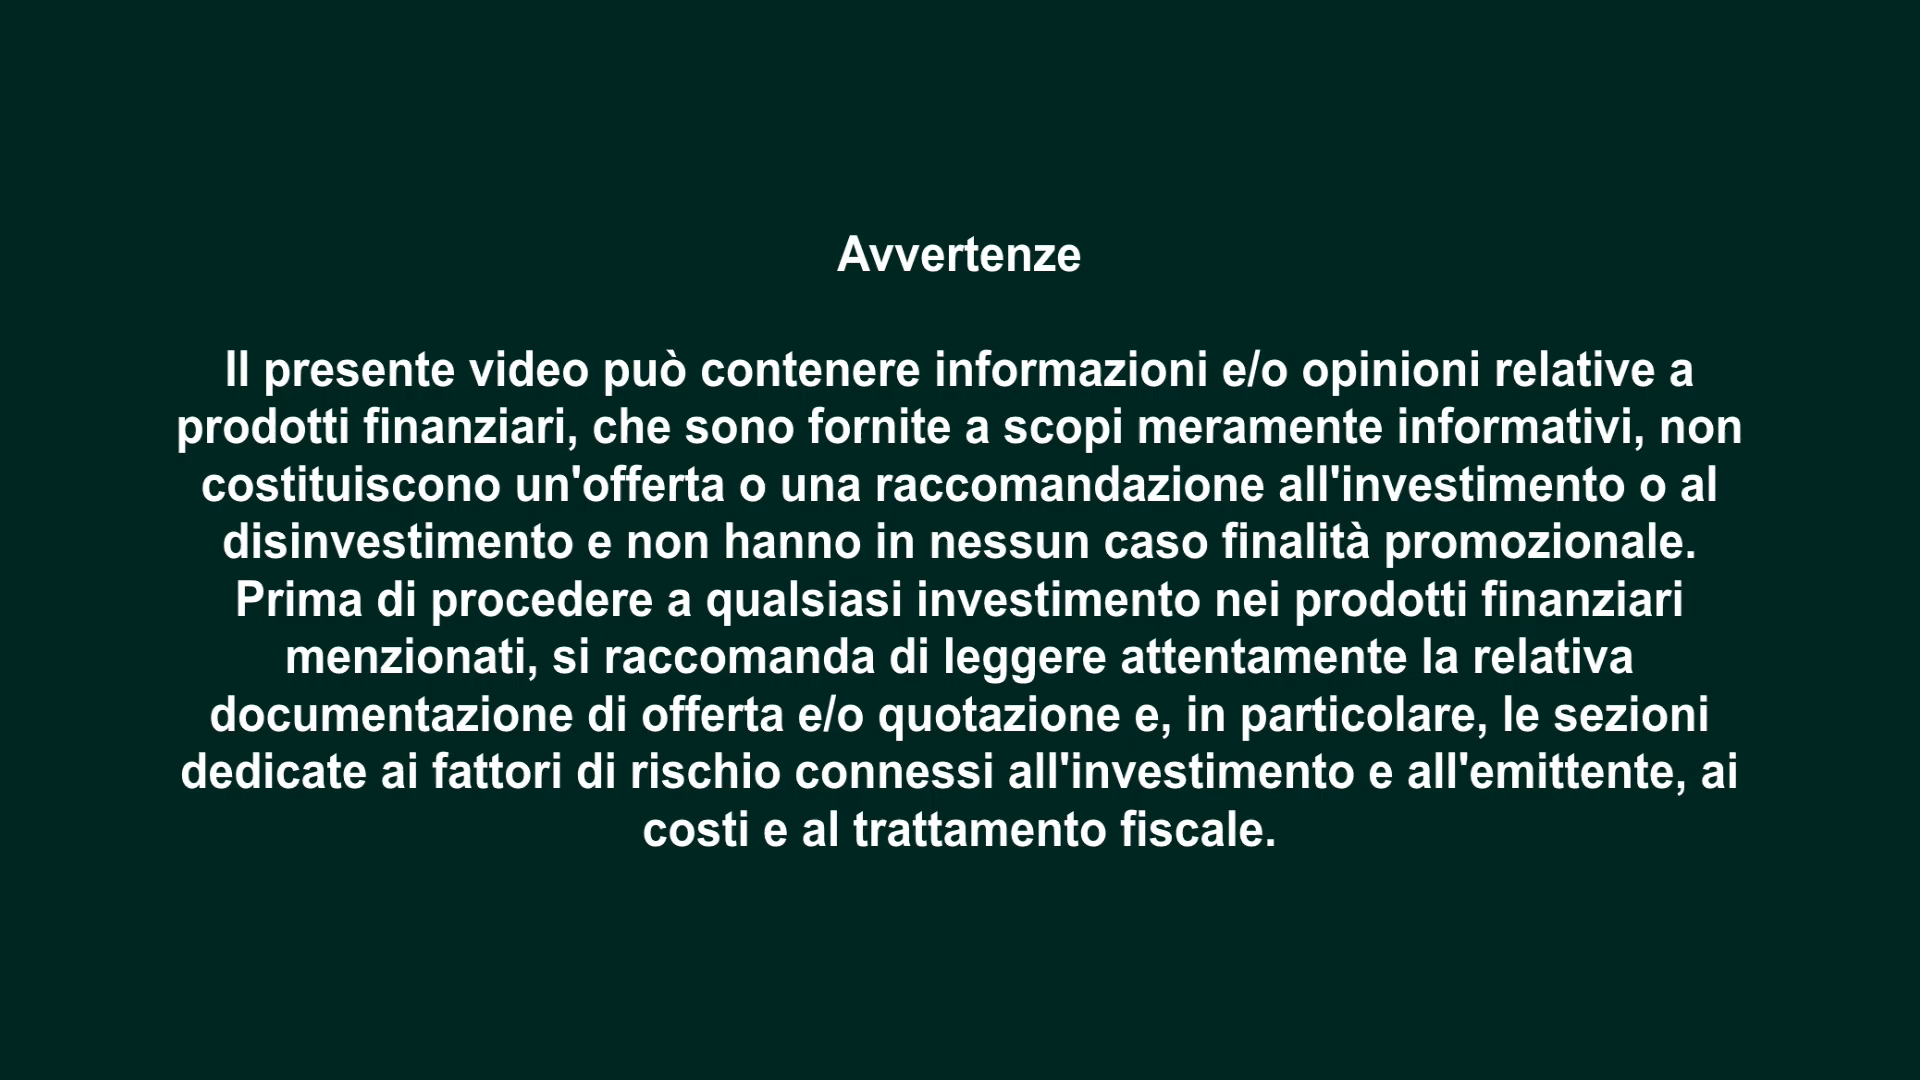 Avvertenze
Il presente video può contenere informazioni e/o opinioni relative a
prodotti finanziari, che sono fornite a scopi meramente informativi, non
costituiscono un'offerta o una raccomandazione all'investimento o al
disinvestimento e non hanno in nessun caso finalità promozionale.
Prima di procedere a qualsiasi investimento nei prodotti finanziari
menzionati, si raccomanda di leggere attentamente la relativa
documentazione di offerta e/o quotazione e, in particolare, le sezioni
dedicate ai fattori di rischio connessi all'investimento e all'emittente, ai
costi e al trattamento fiscale.